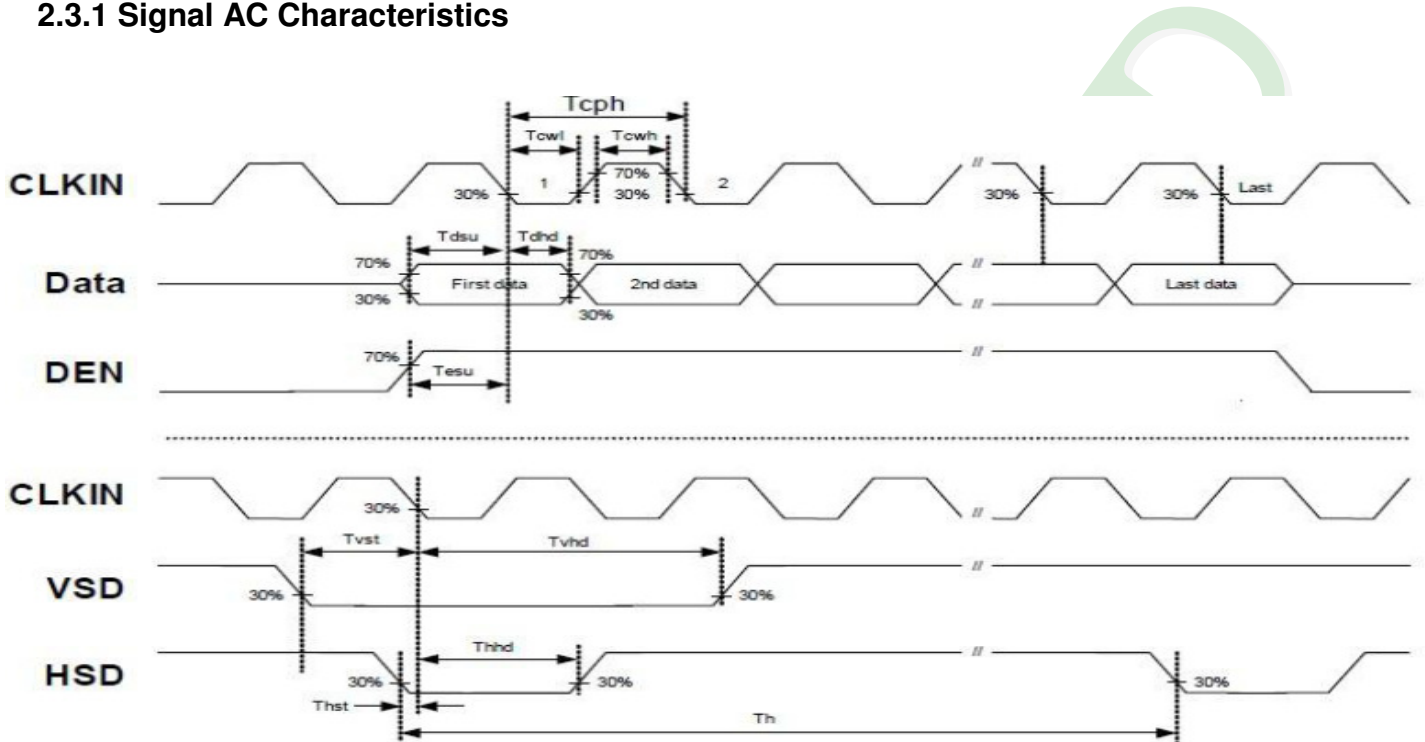 2.3.1 Signal AC Characteristics
Tcph
Tcwl Tcwh
CLKIN 30% 1 70% 30% 2 // 30% 30% Last
Tdsu Tdhd
70% 70%
Data First data 2nd data // // Last data
30% 30%
DEN 70% Tesu //
CLKIN 30% //
Tvst Tvhd
VSD 30% 30% //
Thhd
HSD 30% 30% // 30%
Thst
Th